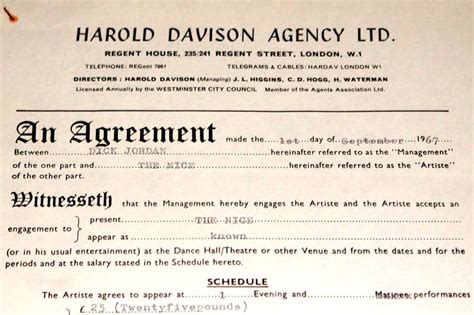 HAROLD DAVISON AGENCY LTD.
REGENT HOUSE, 235/241 REGENT STREET, LONDON, W.1
TELEPHONE: REGent 7961 TELEGRAMS & CABLES: HARDAV LONDON W1
DIRECTORS: HAROLD DAVISON (Managing) J. L. HIGGINS, C. D. HOGG, H. WATERMAN
Licensed Annually by the WESTMINSTER CITY COUNCIL Member of the Agents Association Ltd.
An Agreement made the 1st day of September 1967
Between DICK JORDAN hereinafter referred to as the "Management"
of the one part and THE NICE hereinafter referred to as the "Artiste"
of the other part.
Witnesseth that the Management hereby engages the Artiste and the Artiste accepts an
engagement to present THE NICE
appear as known
(or in his usual entertainment) at the Dance Hall/Theatre or other Venue and from the dates and for the
periods and at the salary stated in the Schedule hereto.
SCHEDULE
The Artiste agrees to appear at 1 Evening and Matinee performances
£ 25 (Twentyfivepounds)